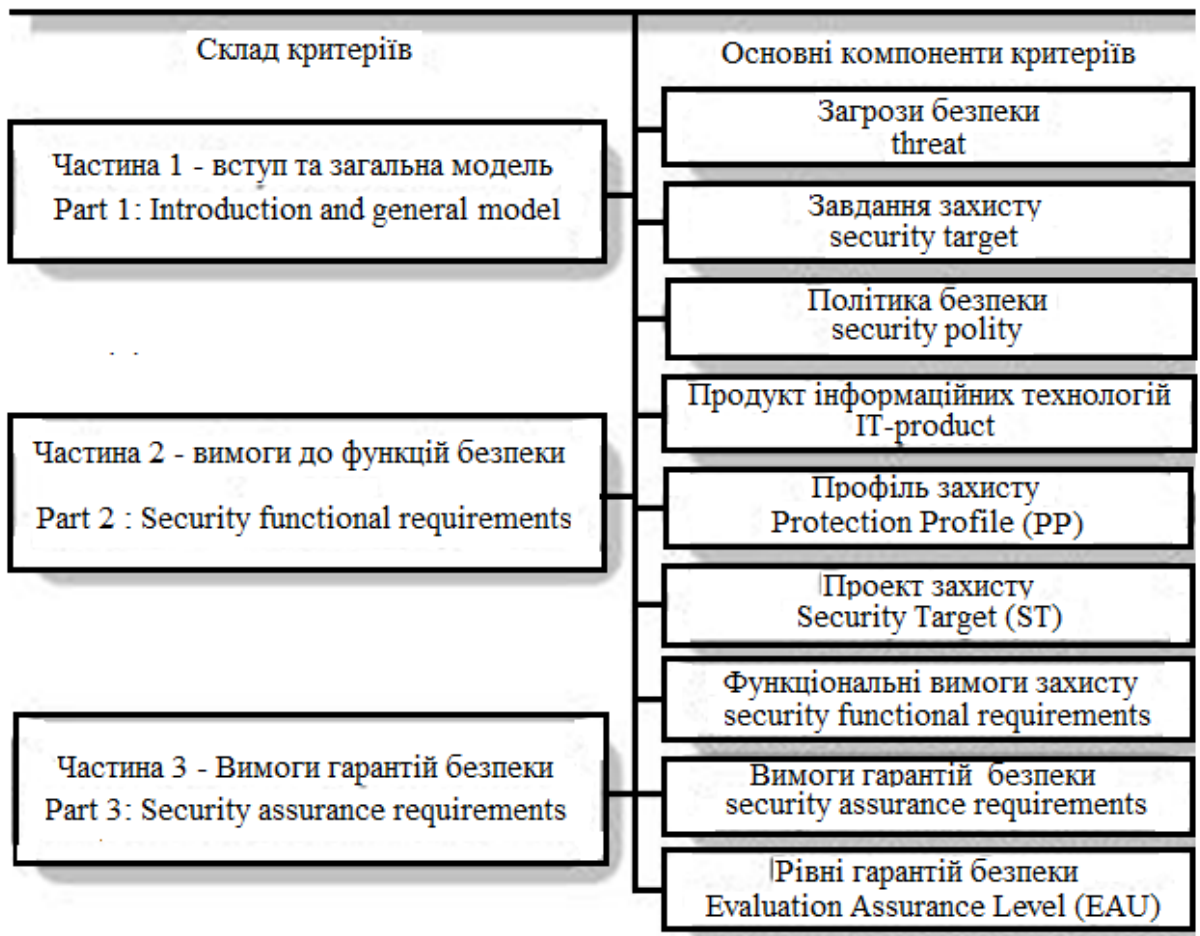 Склад критеріїв
Частина 1 - вступ та загальна модель
Part 1: Introduction and general model
Частина 2 - вимоги до функцій безпеки
Part 2 : Security functional requirements
Частина 3 - Вимоги гарантій безпеки
Part 3: Security assurance requirements
Основні компоненти критеріїв
Загрози безпеки
threat
Завдання захисту
security target
Політика безпеки
security polity
Продукт інформаційних технологій
IT-product
Профіль захисту
Protection Profile (PP)
Проект захисту
Security Target (ST)
Функціональні вимоги захисту
security functional requirements
Вимоги гарантій безпеки
security assurance requirements
Рівні гарантій безпеки
Evaluation Assurance Level (EAU)